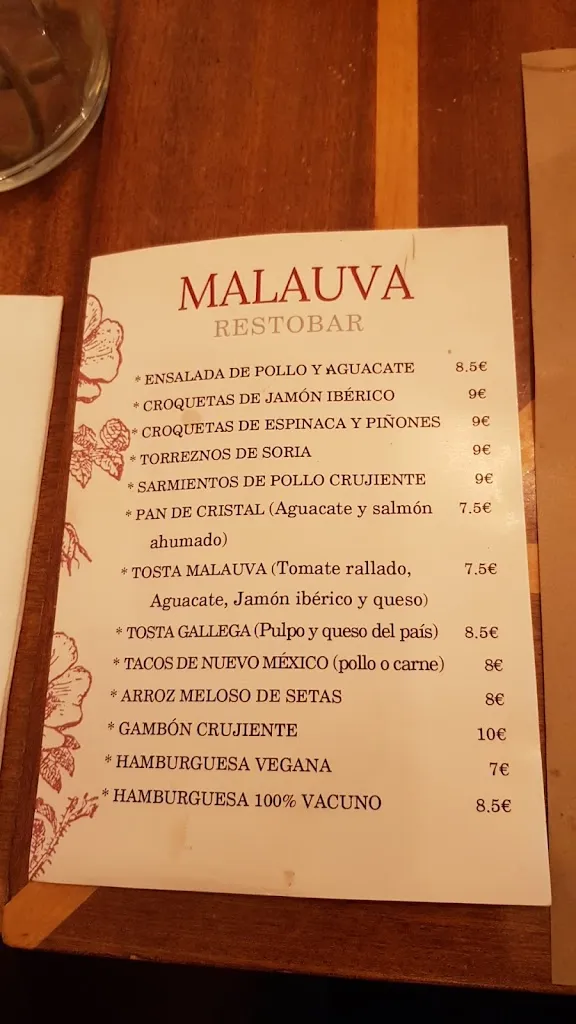 MALAUVA
RESTOBAR
* ENSALADA DE POLLO Y AGUACATE 8.5€
* CROQUETAS DE JAMÓN IBÉRICO 9€
* CROQUETAS DE ESPINACA Y PIÑONES 9€
* TORREZNOS DE SORIA 9€
* SARMIENTOS DE POLLO CRUJIENTE 9€
* PAN DE CRISTAL (Aguacate y salmón 7.5€
ahumado)
* TOSTA MALAUVA (Tomate rallado, 7.5€
Aguacate, Jamón ibérico y queso)
* TOSTA GALLEGA (Pulpo y queso del país) 8.5€
* TACOS DE NUEVO MÉXICO (pollo o carne) 8€
* ARROZ MELOSO DE SETAS 8€
* GAMBÓN CRUJIENTE 10€
* HAMBURGUESA VEGANA 7€
* HAMBURGUESA 100% VACUNO 8.5€